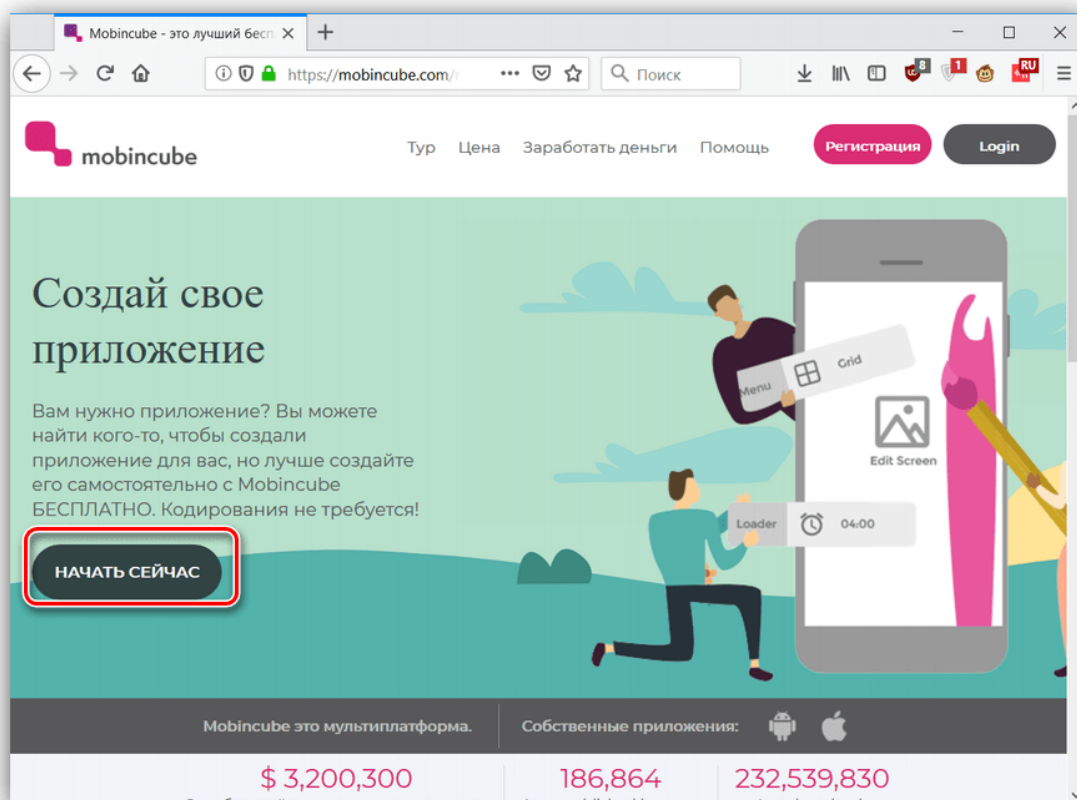 Mobincube - это лучший бесп
https://mobincube.com/r
Поиск
8
1
RU
mobincube
Тур
Цена
Заработать деньги
Помощь
Регистрация
Login
Создай свое
приложение
Вам нужно приложение? Вы можете
найти кого-то, чтобы создали
приложение для вас, но лучше создайте
его самостоятельно с Mobincube
БЕСПЛАТНО. Кодирования не требуется!
НАЧАТЬ СЕЙЧАС
Menu
Grid
Edit Screen
Loader
04:00
Mobincube это мультиплатформа.
Собственные приложения:
$ 3,200,300
186,864
232,539,830